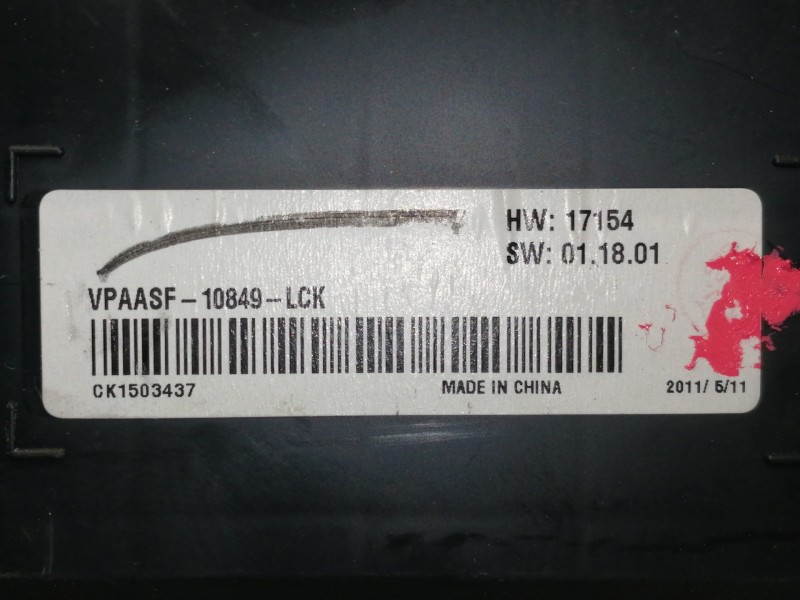 HW: 17154
SW: 01.18.01
VPAASF-10849-LCK
CK1503437 MADE IN CHINA 2011/ 5/11